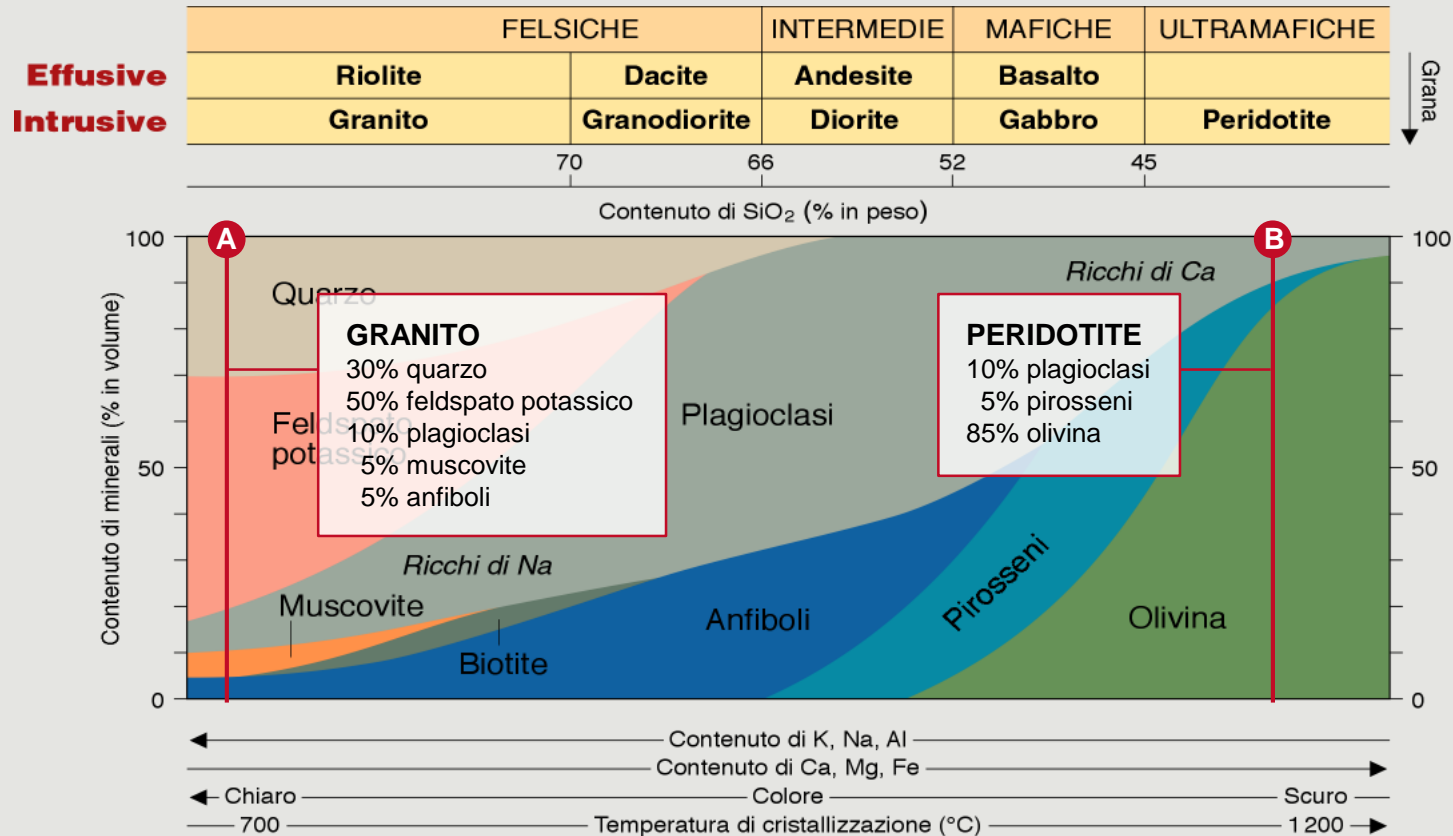 FELSICHE INTERMEDIE MAFICHE ULTRAMAFICHE
Effusive Riolite Dacite Andesite Basalto
Intrusive Granito Granodiorite Diorite Gabbro Peridotite
Grana
70 66 52 45
Contenuto di SiO₂ (% in peso)
Contenuto di minerali (% in volume)
100
50
0
A
B
100
50
0
Quarzo
Feldspato
potassico
GRANITO
30% quarzo
50% feldspato potassico
10% plagioclasi
5% muscovite
5% anfiboli
Ricchi di Ca
PERIDOTITE
10% plagioclasi
5% pirosseni
85% olivina
Plagioclasi
Ricchi di Na
Muscovite
Biotite
Anfiboli
Pirosseni
Olivina
Contenuto di K, Na, Al
Contenuto di Ca, Mg, Fe
Chiaro Colore Scuro
700 Temperatura di cristallizzazione (°C) 1200